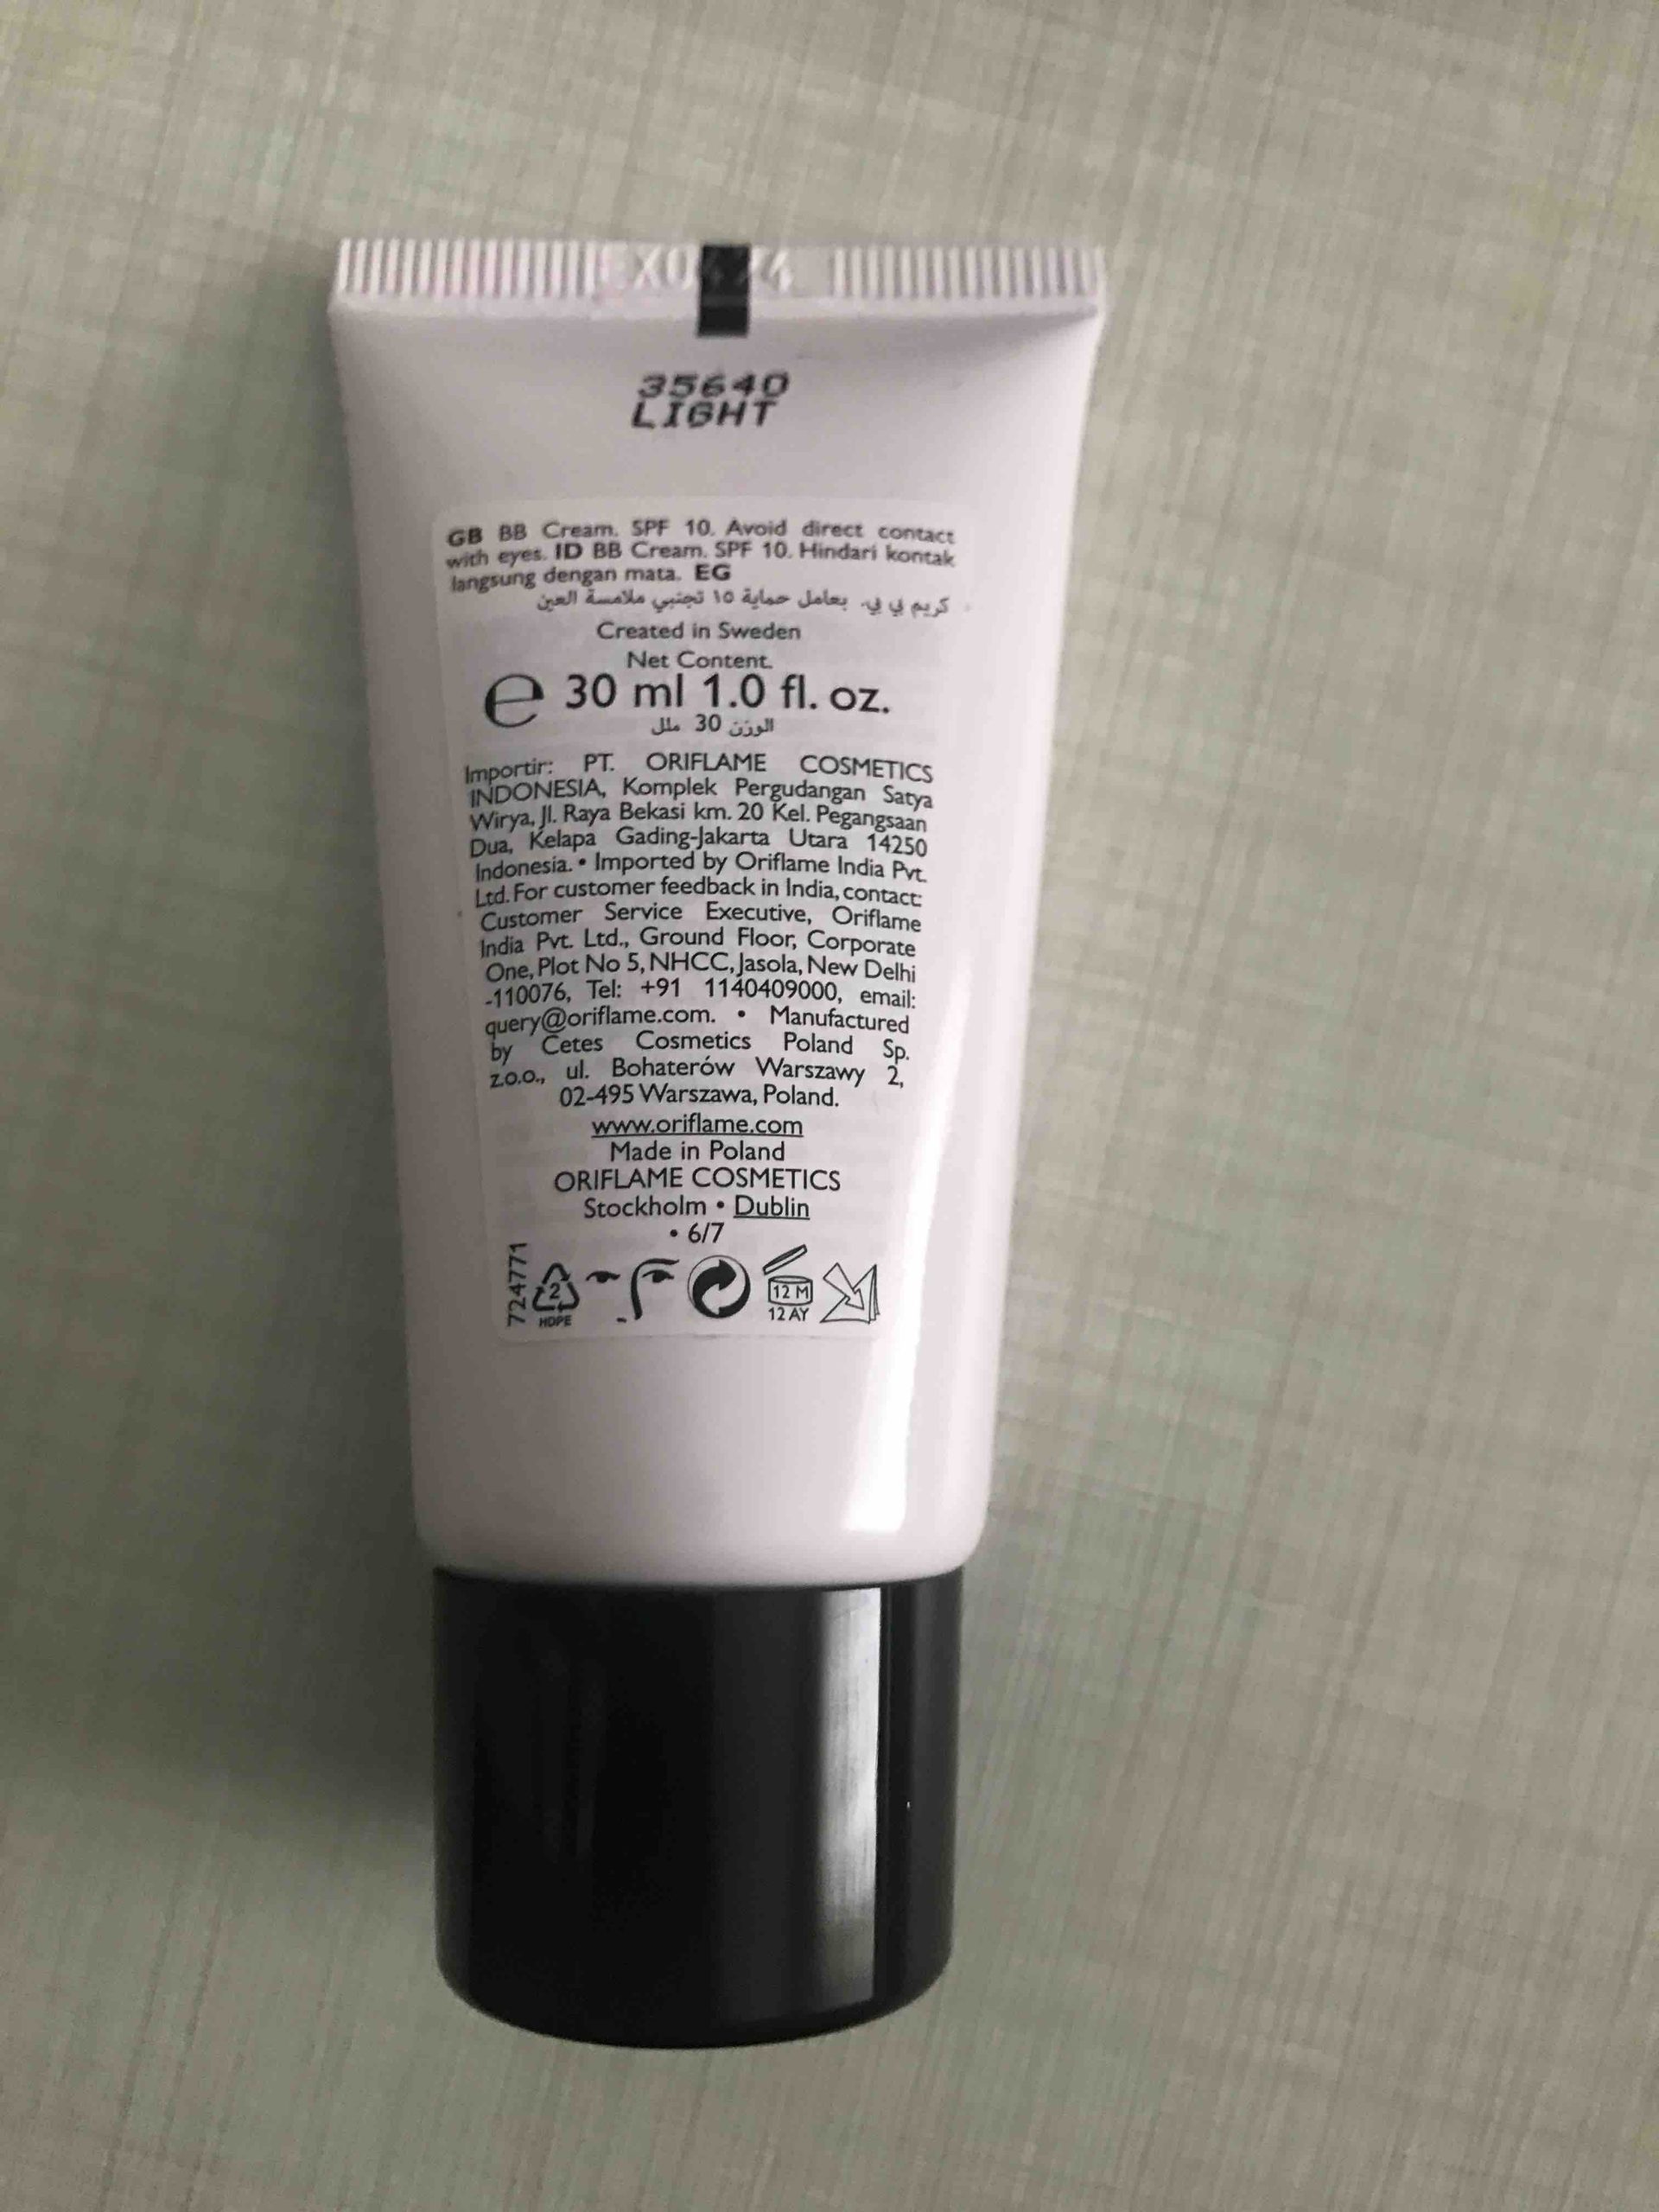 35640
LIGHT
GB BB Cream. SPF 10. Avoid direct contact
with eyes. ID BB Cream. SPF 10. Hindari kontak
langsung dengan mata. EG
كريم بي بي. بعامل حماية ١٥ تجنبي ملامسة العين
Created in Sweden
Net Content.
e 30 ml 1.0 fl. oz.
الوزن 30 ملل
Importir: PT. ORIFLAME COSMETICS
INDONESIA, Komplek Pergudangan Satya
Wirya, Jl. Raya Bekasi km. 20 Kel. Pegangsaan
Dua, Kelapa Gading-Jakarta Utara 14250
Indonesia. • Imported by Oriflame India Pvt.
Ltd. For customer feedback in India, contact:
Customer Service Executive, Oriflame
India Pvt. Ltd., Ground Floor, Corporate
One, Plot No 5, NHCC, Jasola, New Delhi
-110076, Tel: +91 1140409000, email:
query@oriflame.com. • Manufactured
by Cetes Cosmetics Poland Sp.
z.o.o., ul. Bohaterów Warszawy 2,
02-495 Warszawa, Poland.
www.oriflame.com
Made in Poland
ORIFLAME COSMETICS
Stockholm • Dublin
• 6/7
724771
2
HDPE
12 M
12 AY